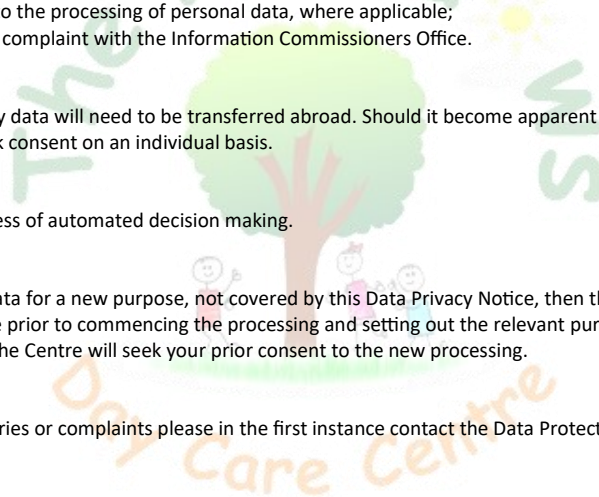 o the processing of personal data, where applicable;
complaint with the Information Commissioners Office.
y data will need to be transferred abroad. Should it become apparent
k consent on an individual basis.
ess of automated decision making.
ata for a new purpose, not covered by this Data Privacy Notice, then th
e prior to commencing the processing and setting out the relevant pur
he Centre will seek your prior consent to the new processing.
ries or complaints please in the first instance contact the Data Protect
The
Day Care Centre